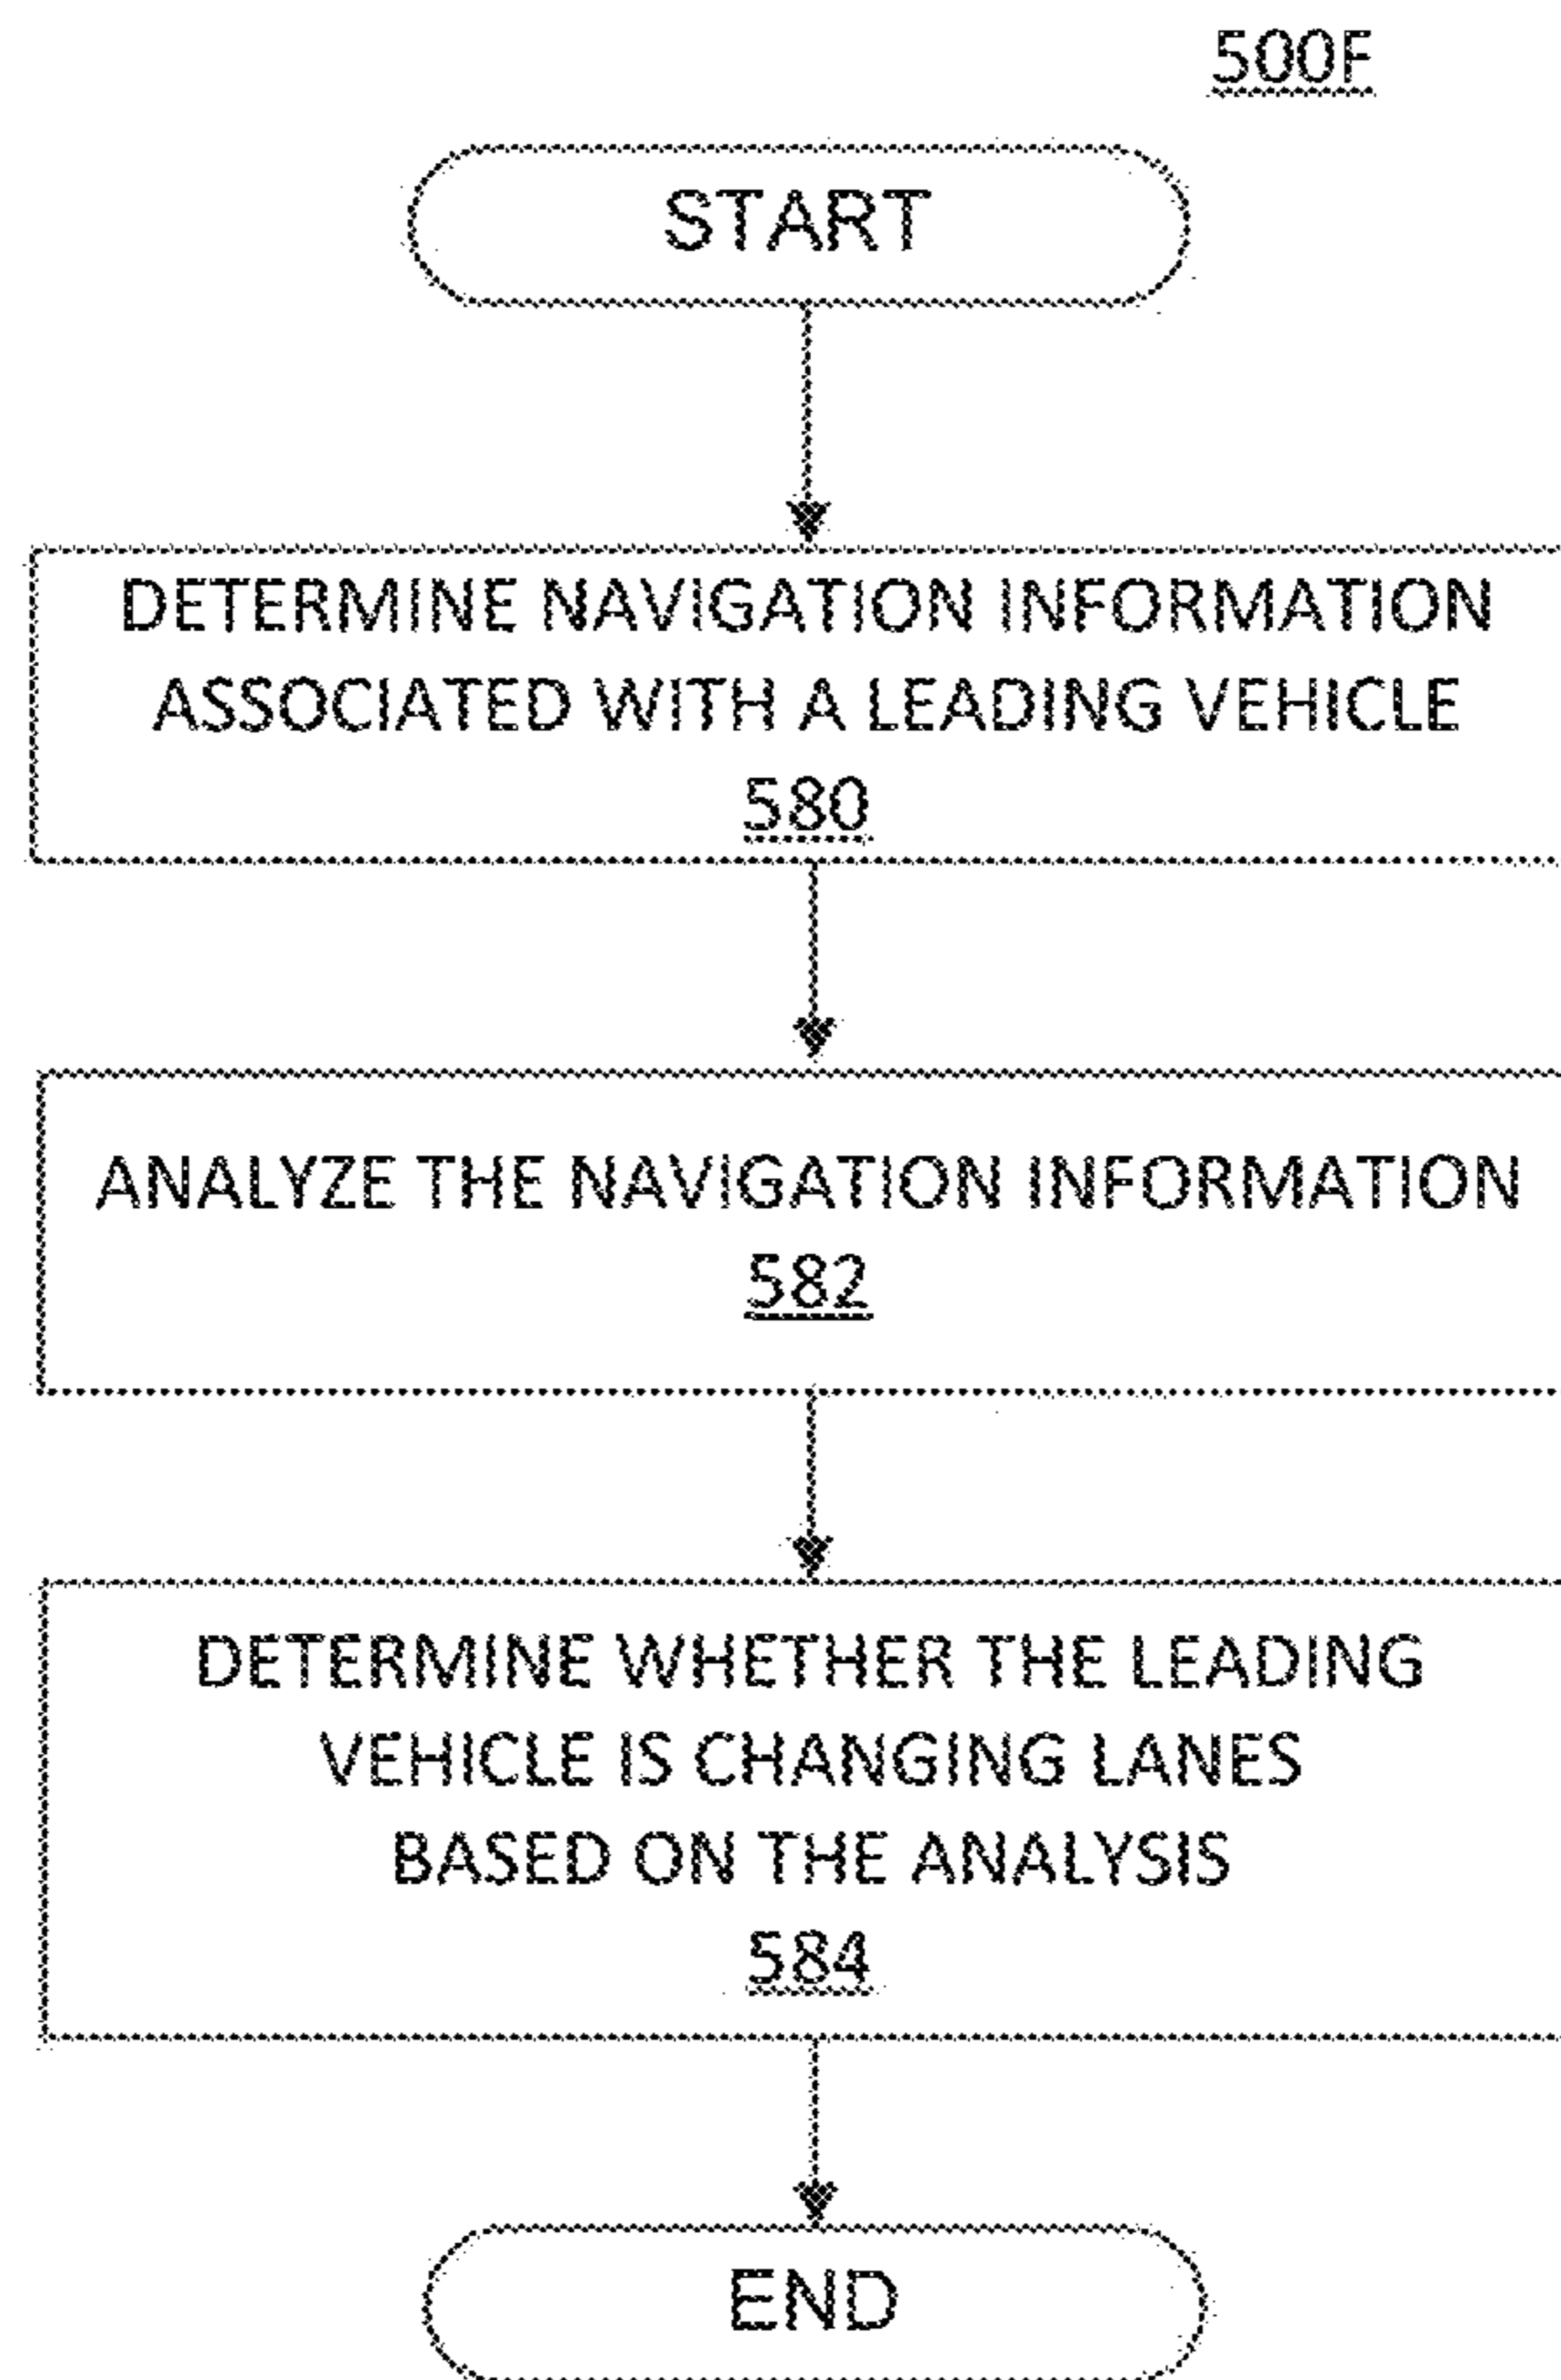 500F
START
DETERMINE NAVIGATION INFORMATION
ASSOCIATED WITH A LEADING VEHICLE
580
ANALYZE THE NAVIGATION INFORMATION
582
DETERMINE WHETHER THE LEADING
VEHICLE IS CHANGING LANES
BASED ON THE ANALYSIS
584
END